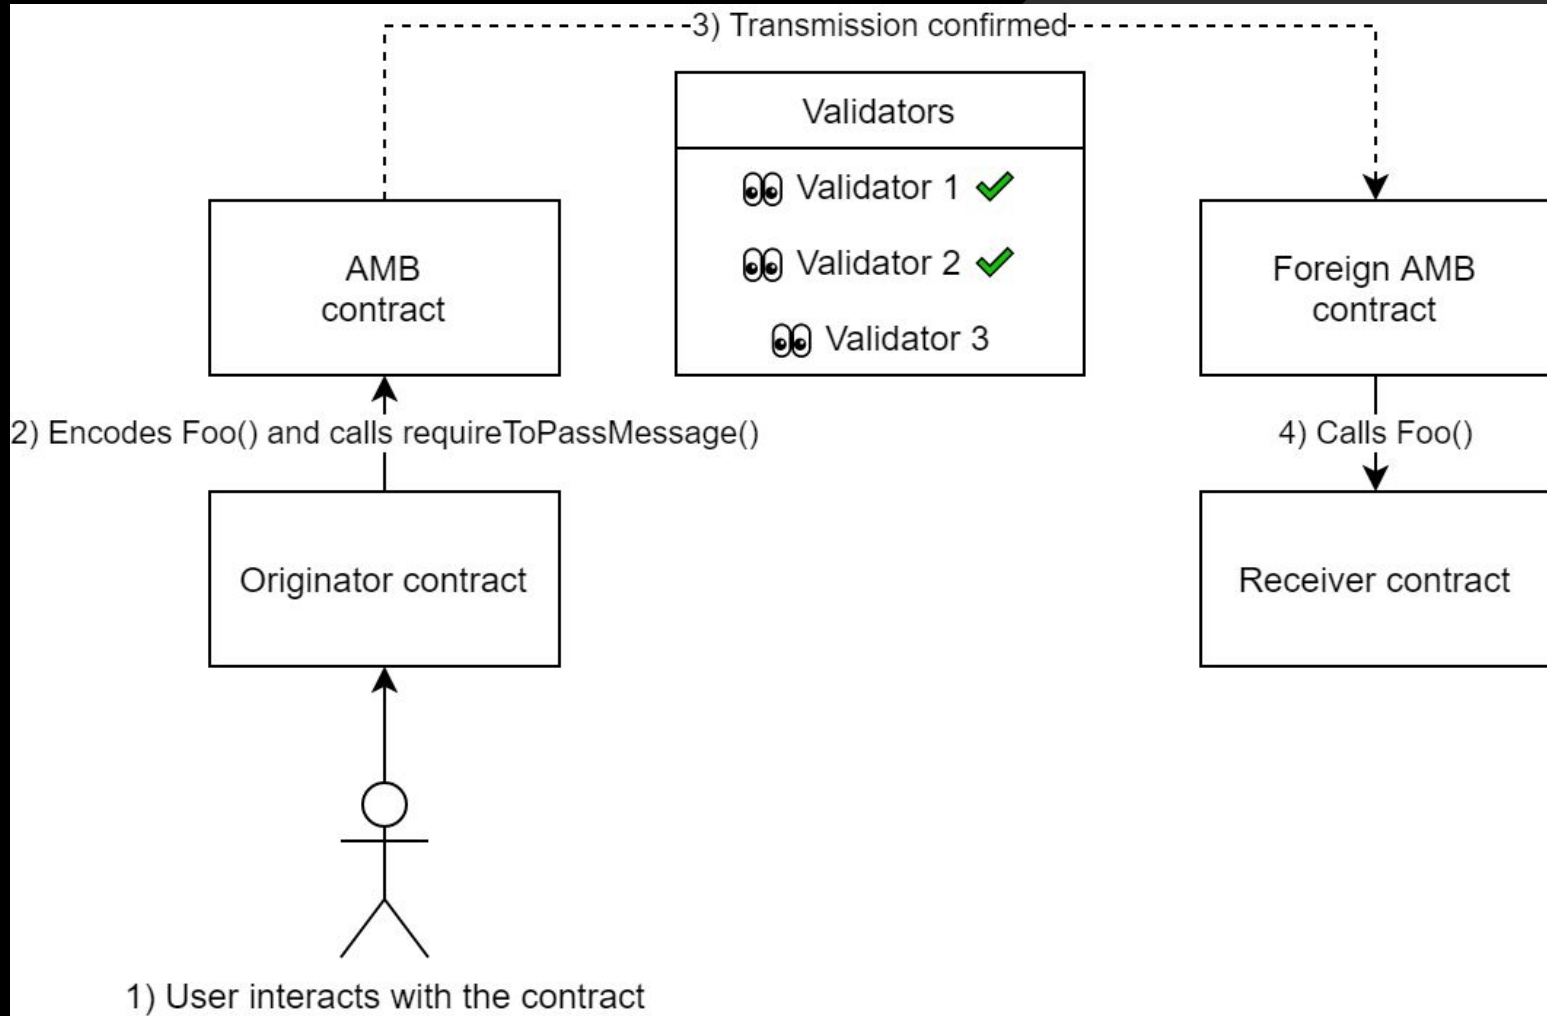 3) Transmission confirmed
Validators
👀 Validator 1 ✔
👀 Validator 2 ✔
👀 Validator 3
AMB
contract
Foreign AMB
contract
2) Encodes Foo() and calls requireToPassMessage()
4) Calls Foo()
Originator contract
Receiver contract
1) User interacts with the contract